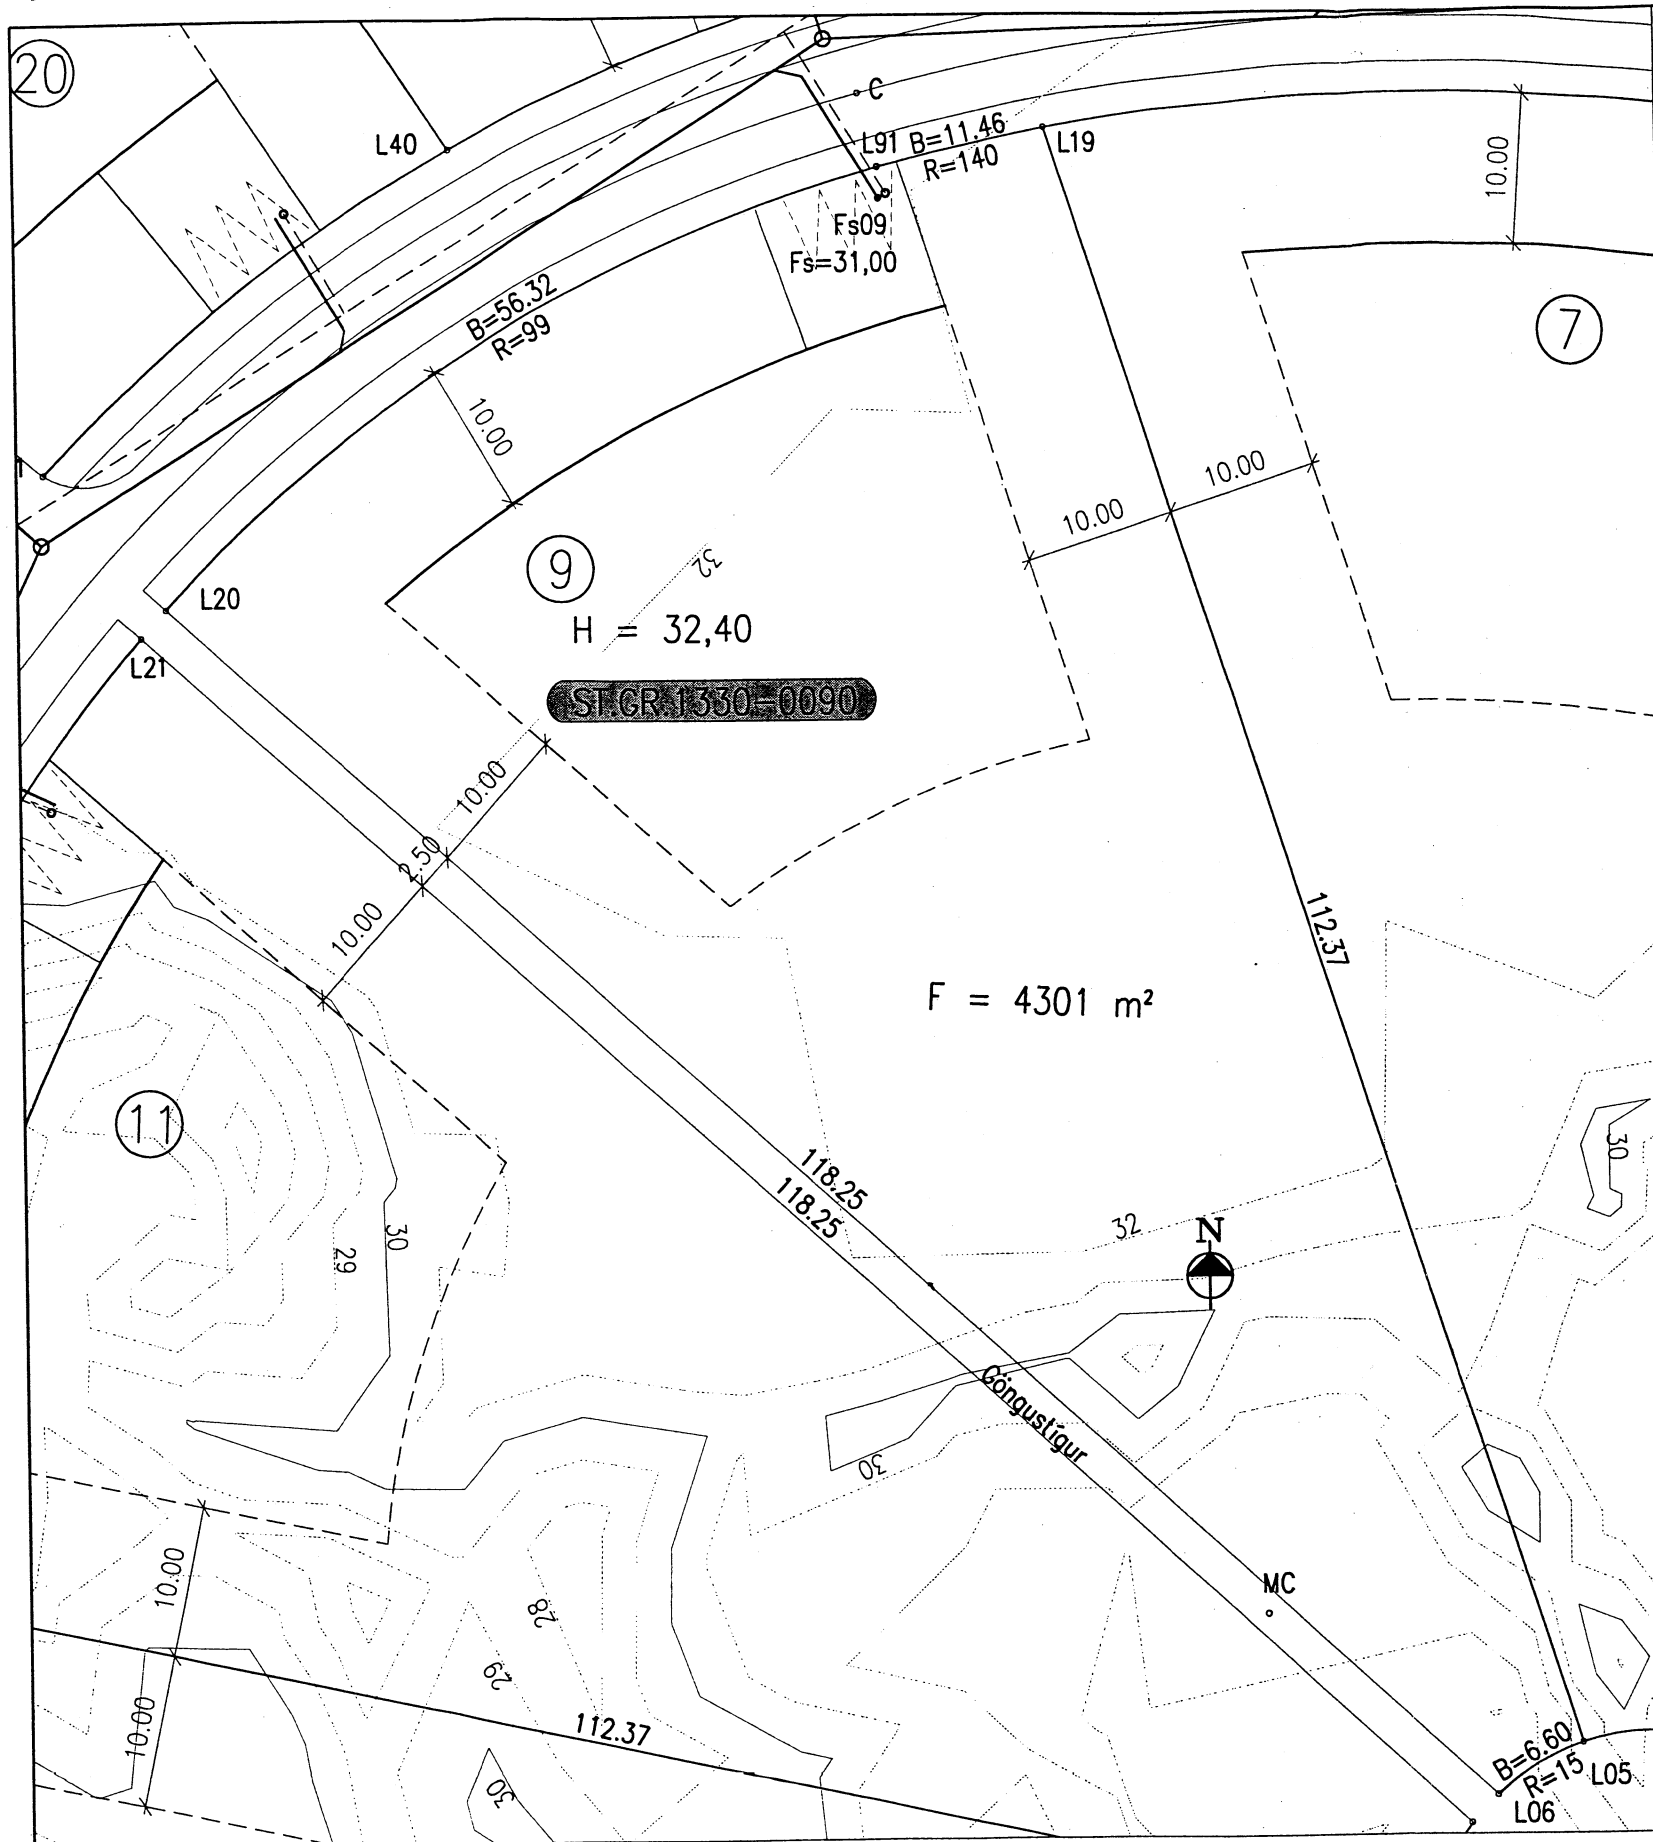 20
C
L40
L91
B=11.46
R=140
L19
10.00
Fs09
Fs=31,00
B=56.32
R=99
7
10.00
10.00
10.00
1
9
32
L20
H = 32,40
L21
ST.GR.1330-0090
10.00
2.50
10.00
112.37
F = 4301 m²
11
30
118.25
118.25
32
N
30
29
Göngustígur
30
10.00
MC
28
29
10.00
112.37
B=6.60
R=15
L05
30
L06